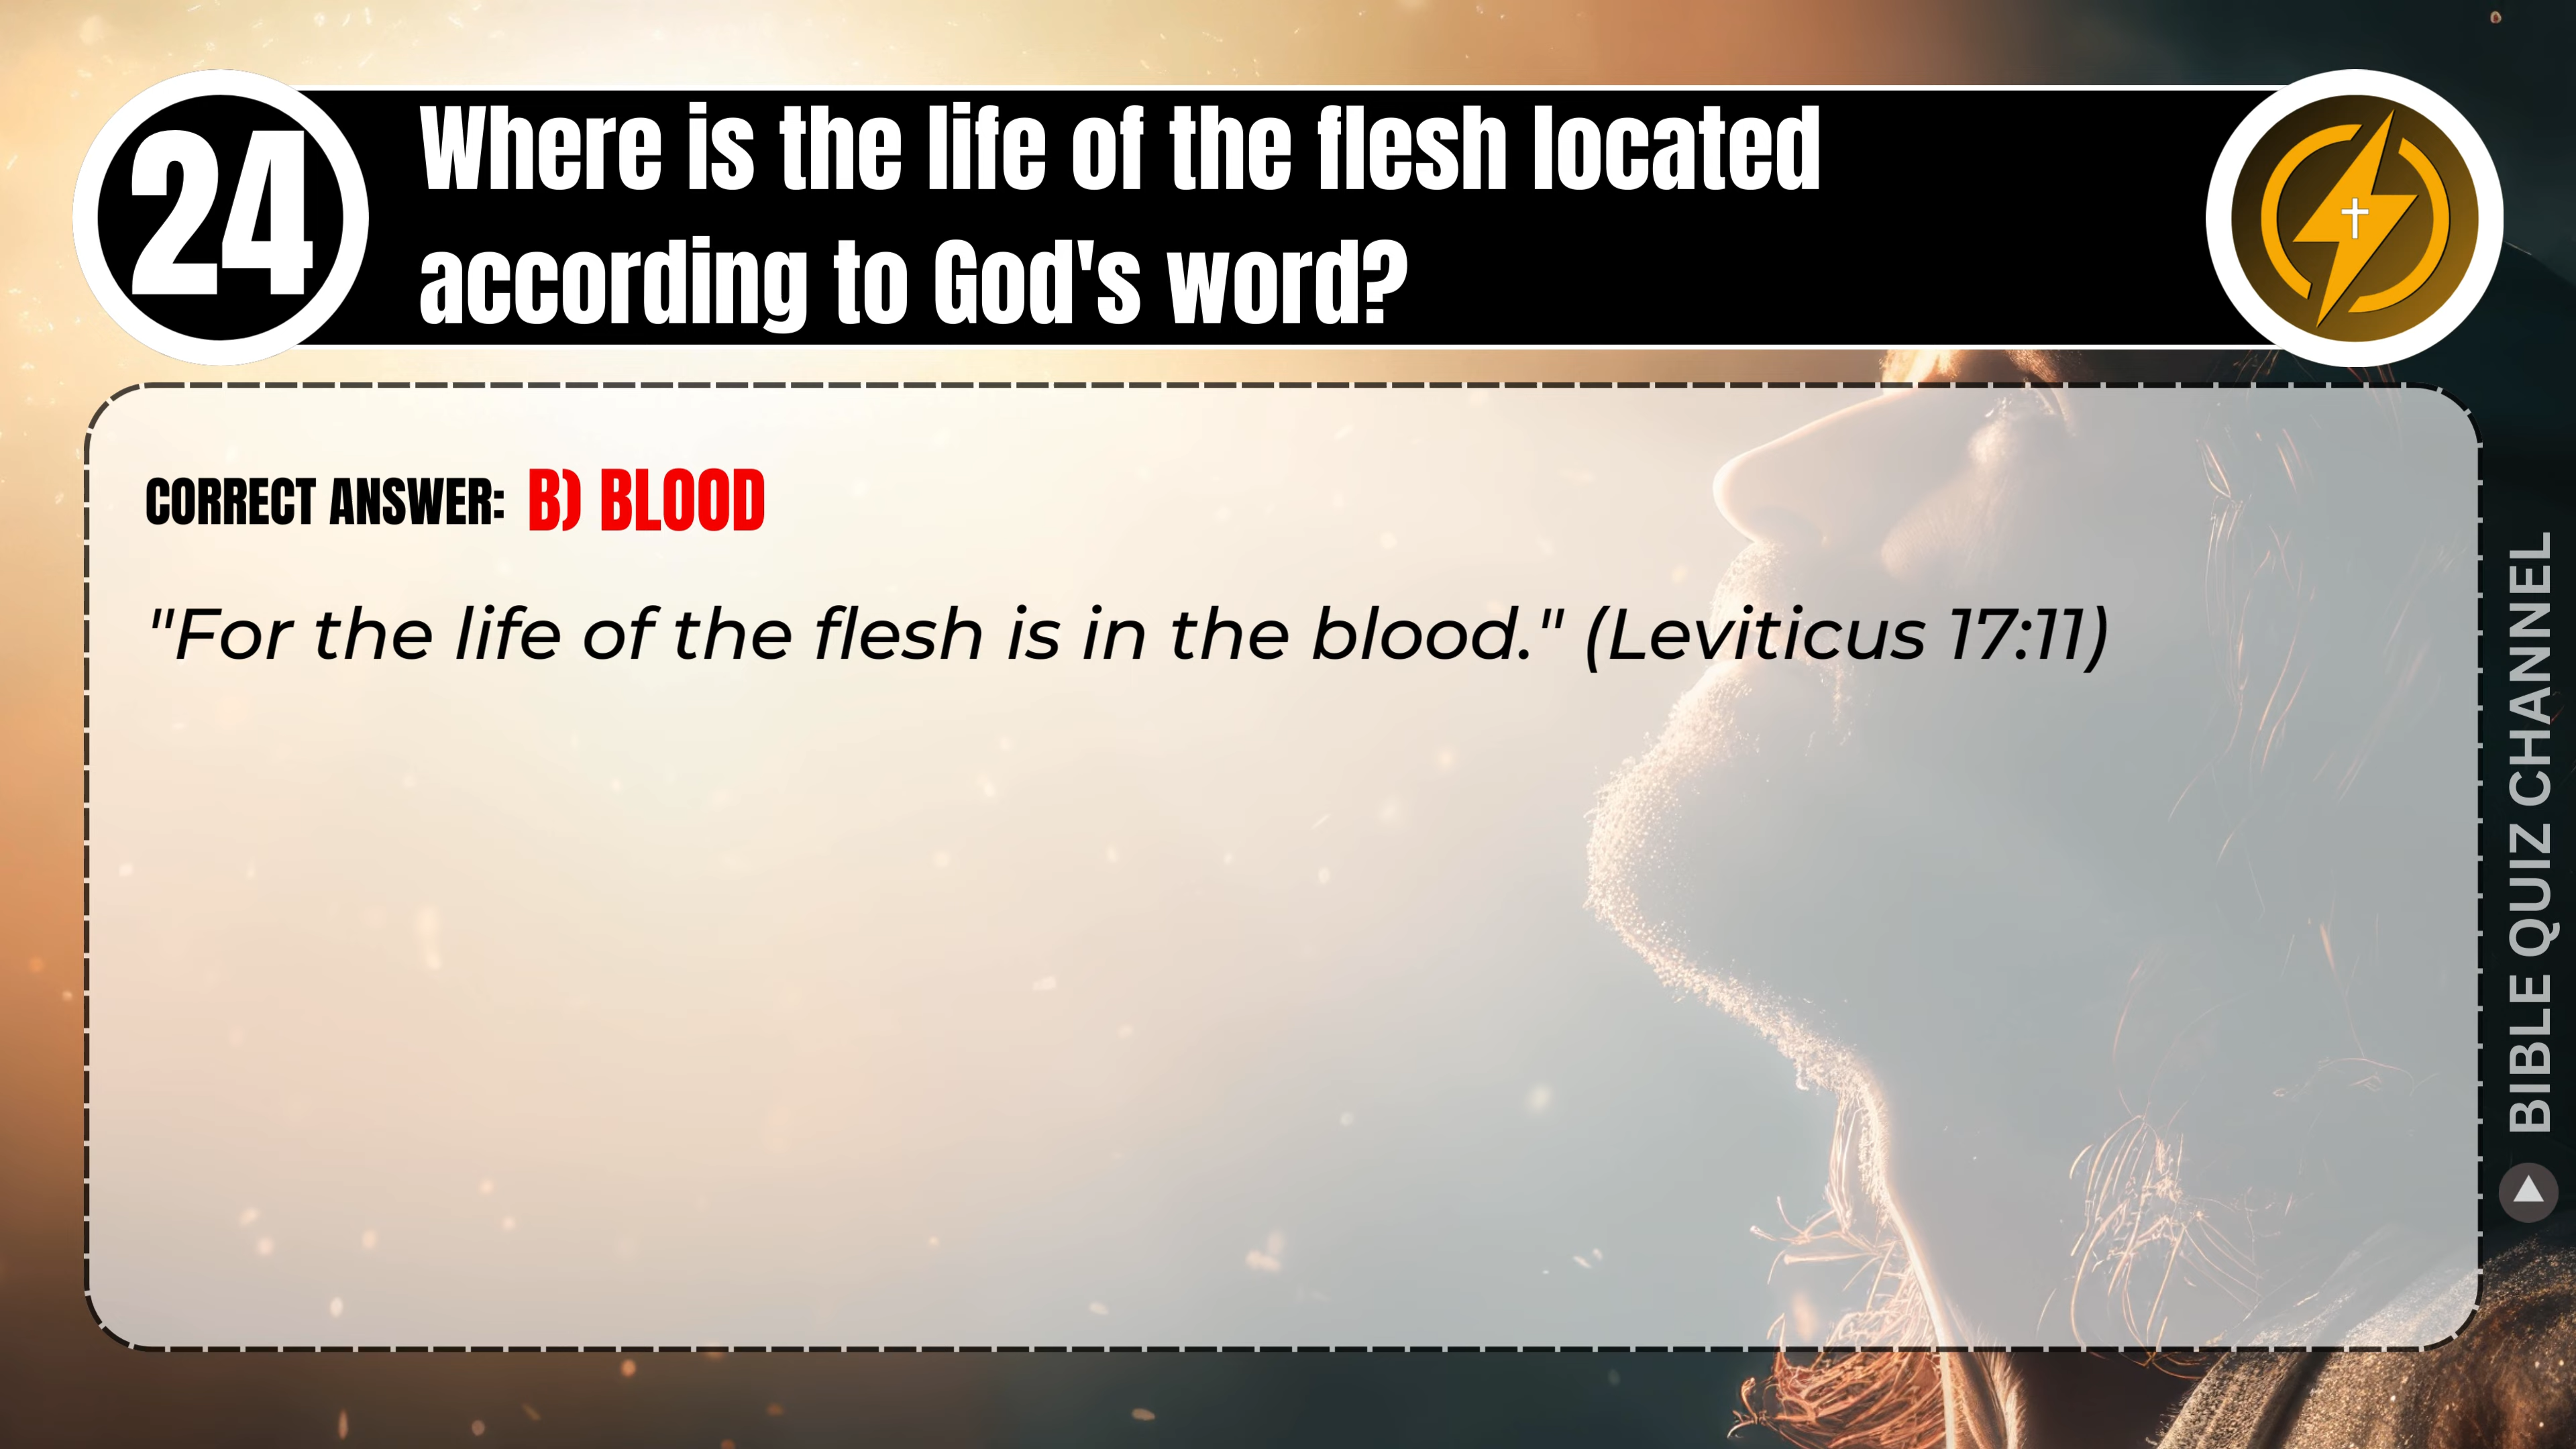 24
Where is the life of the flesh located
according to God's word?
CORRECT ANSWER: B) BLOOD
"For the life of the flesh is in the blood." (Leviticus 17:11)
BIBLE QUIZ CHANNEL